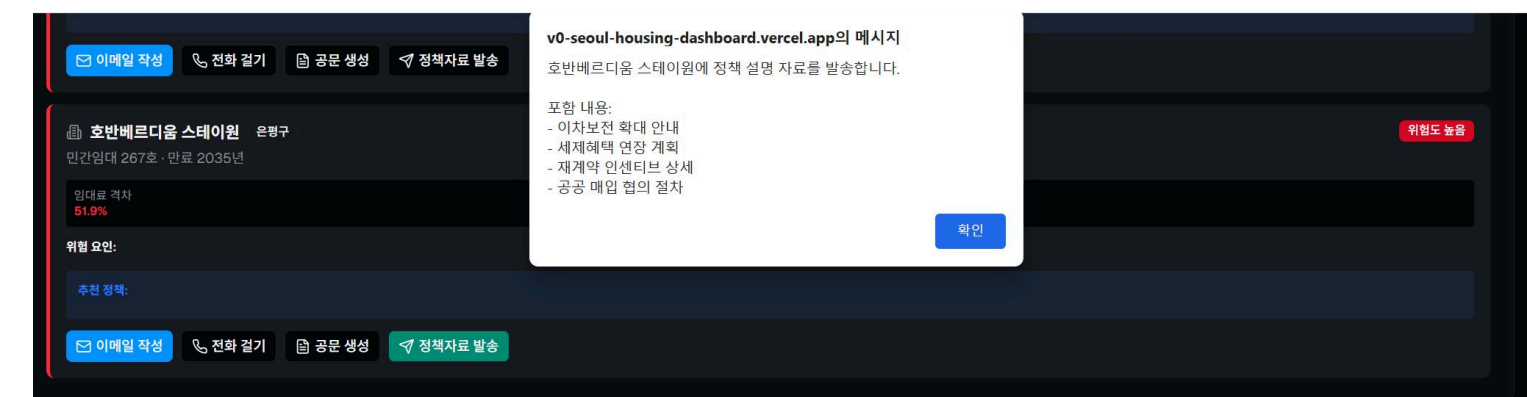 이메일 작성 전화 걸기 공문 생성 정책자료 발송
v0-seoul-housing-dashboard.vercel.app의 메시지
호반베르디움 스테이원에 정책 설명 자료를 발송합니다.
포함 내용:
- 이차보전 확대 안내
- 세제혜택 연장 계획
- 재계약 인센티브 상세
- 공공 매입 협의 절차
확인
호반베르디움 스테이원 은평구
위험도 높음
민간임대 267호 · 만료 2035년
임대료 격차
51.9%
위험 요인:
추천 정책:
이메일 작성 전화 걸기 공문 생성 정책자료 발송